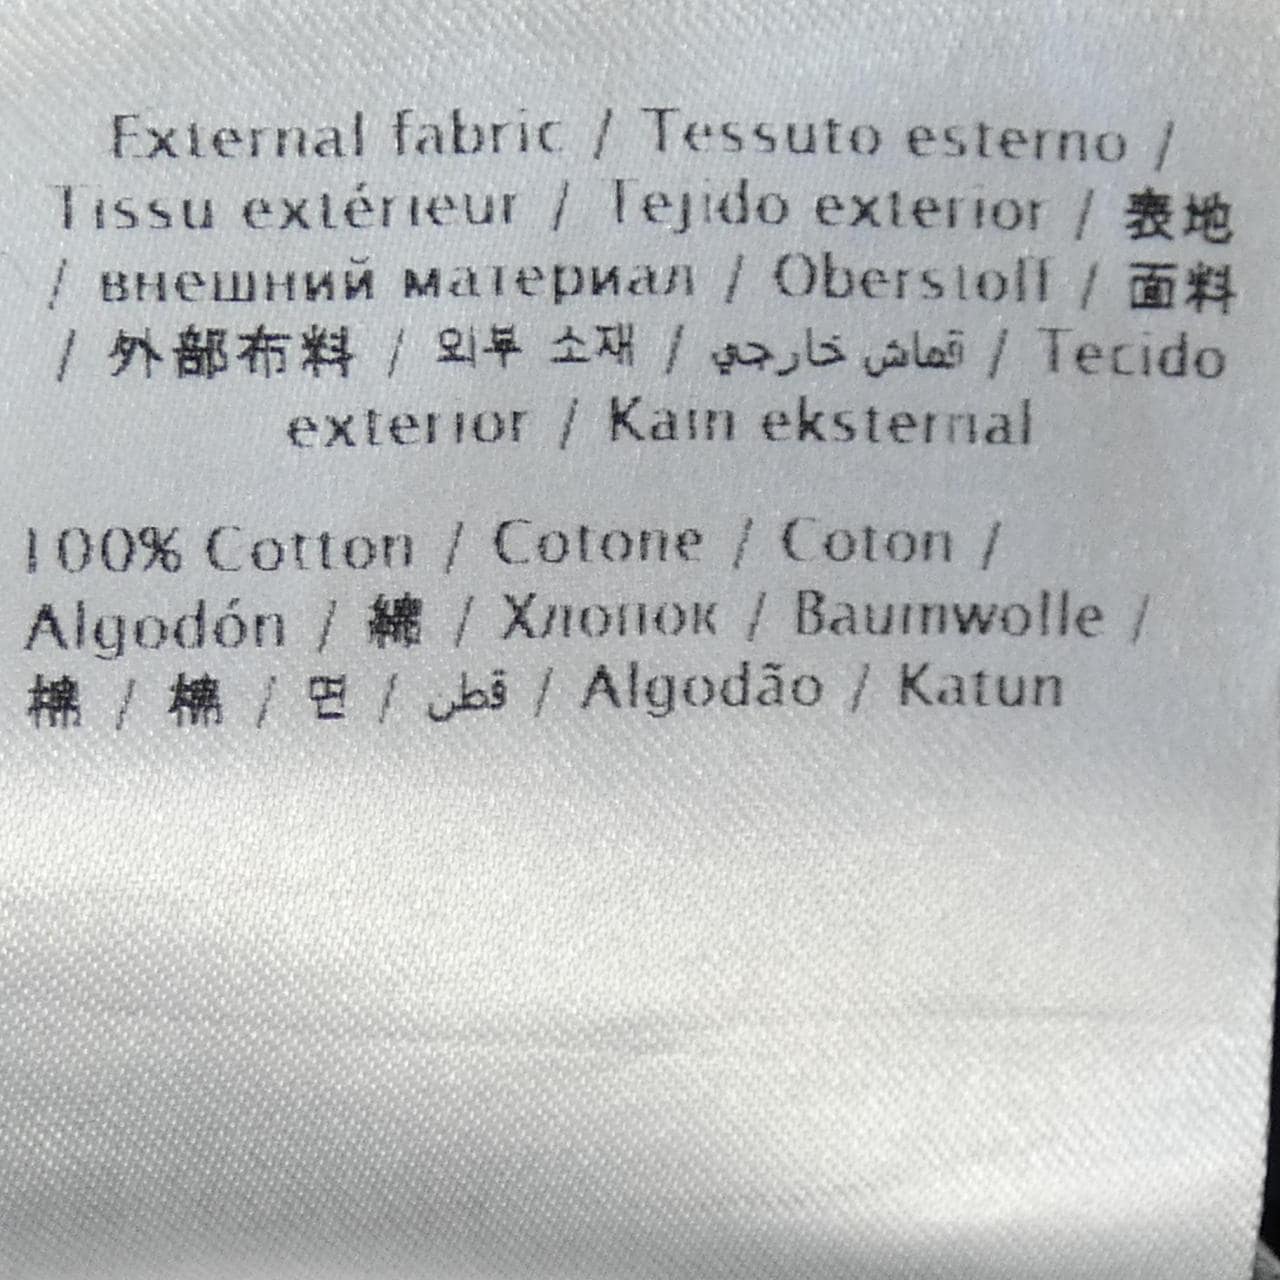 External fabric / Tessuto esterno /
Tissu extérieur / Tejido exterior / 表地
/ внешний материал / Oberstoff / 面料
/ 外部布料 / 외부 소재 / قماش خارجي / Tecido
exterior / Kain eksternal
100% Cotton / Cotone / Coton /
Algodón / 綿 / Хлопок / Baumwolle /
棉 / 棉 / 면 / قطن / Algodão / Katun